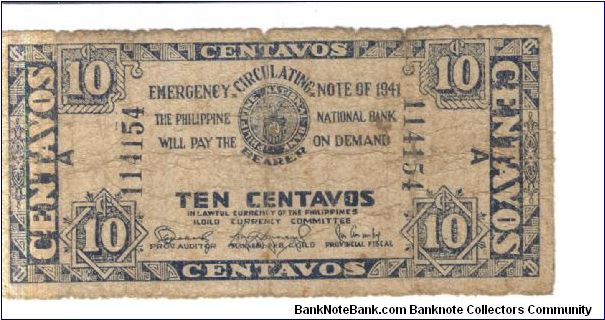 CENTAVOS
10 10
EMERGENCY CIRCULATING NOTE OF 1941
THE PHILIPPINE NATIONAL BANK
WILL PAY THE BEARER ON DEMAND
CENTAVOS
CENTAVOS
A
A
114154
114154
TEN CENTAVOS
IN LAWFUL CURRENCY OF THE PHILIPPINES
ILOILO CURRENCY COMMITTEE
PROV. AUDITOR ILOILO PROVINCIAL FISCAL
10 10
CENTAVOS
BankNoteBank.com Banknote Collectors Community